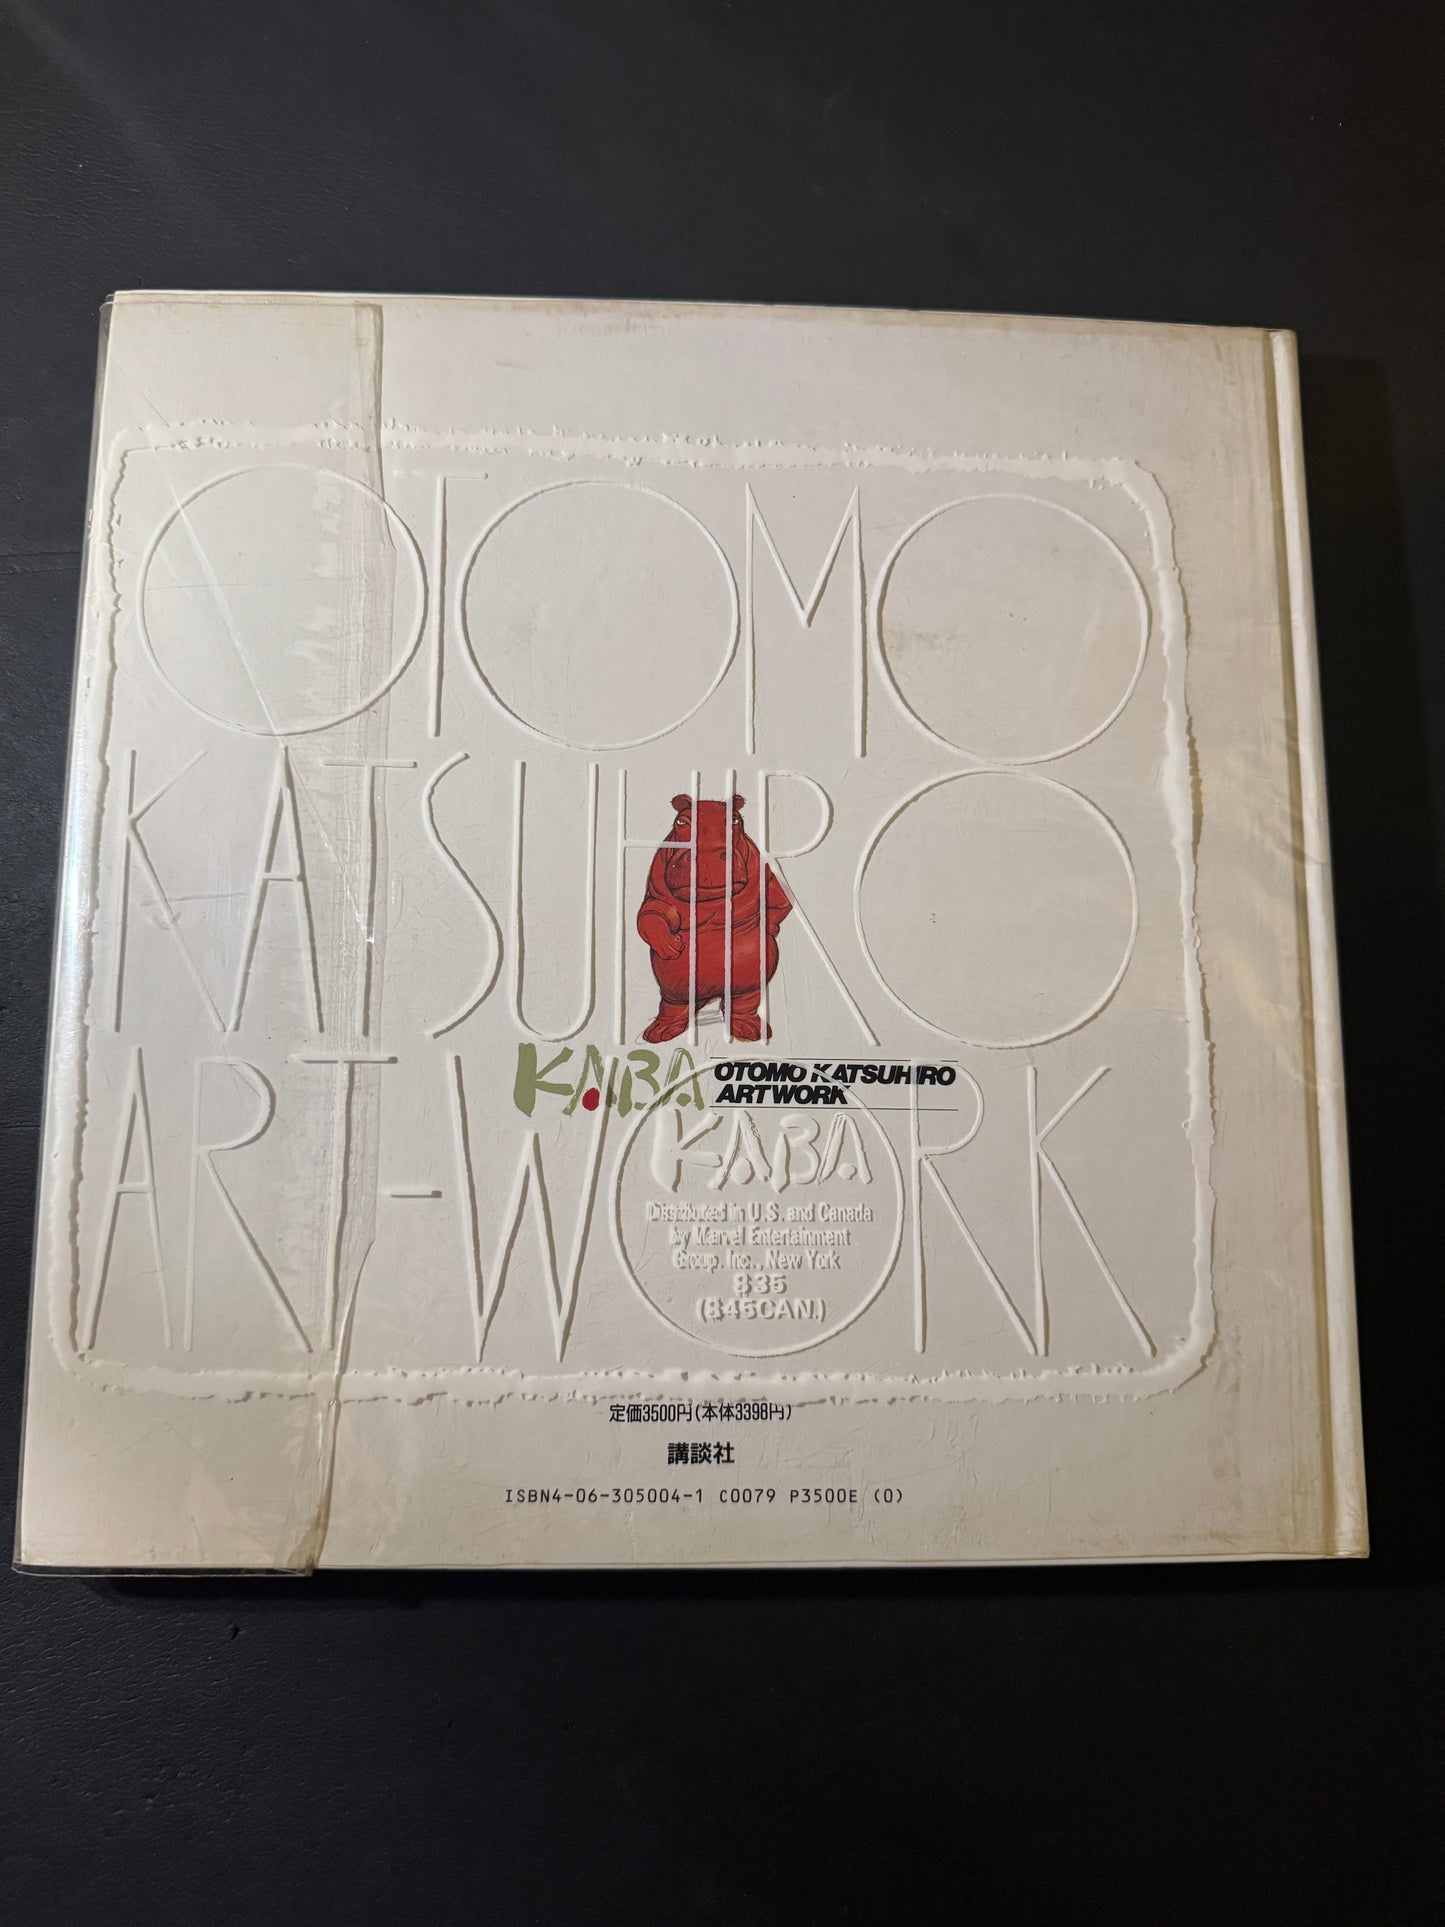 OTOMO
KATSUHIRO
ART-WORK
KABA
OTOMO KATSUHIRO
ARTWORK
KABA
Distributed in U.S. and Canada
by Marvel Entertainment
Group. Inc., New York
$35
($45CAN.)
定価3500円(本体3398円)
講談社
ISBN4-06-305004-1 C0079 P3500E (0)